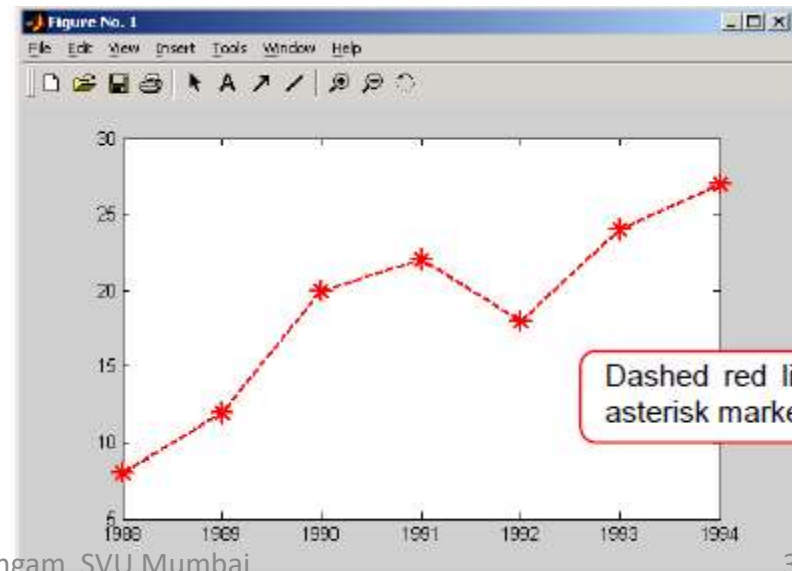 Figure No. 1
File Edit View Insert Tools Window Help
A
30
25
20
15
10
5
1988 1989 1990 1991 1992 1993 1994
Dashed red li
asterisk marke
ngam, SVU Mumbai 3